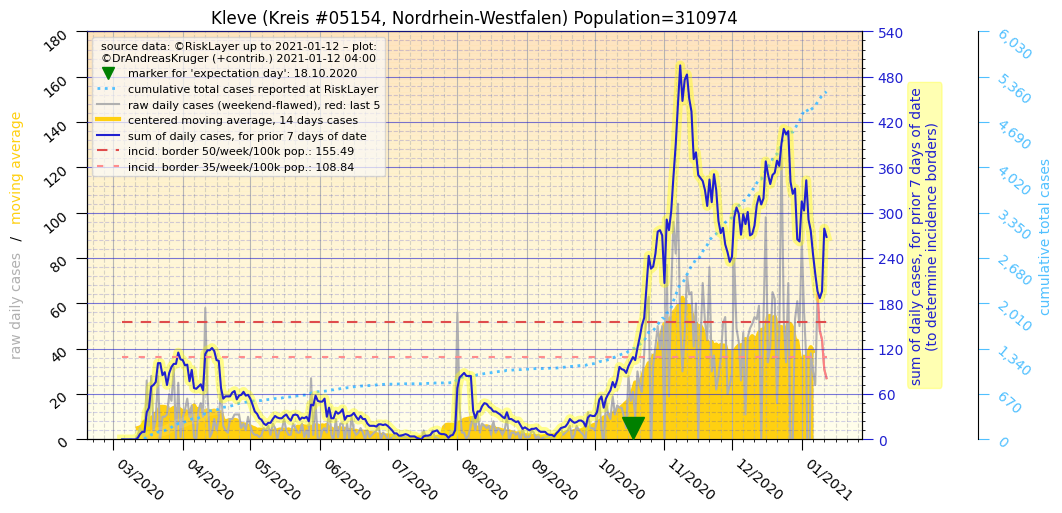 Kleve (Kreis #05154, Nordrhein-Westfalen) Population=310974
source data: ©RiskLayer up to 2021-01-12 – plot:
©DrAndreasKruger (+contrib.) 2021-01-12 04:00
marker for 'expectation day': 18.10.2020
cumulative total cases reported at RiskLayer
raw daily cases (weekend-flawed), red: last 5
centered moving average, 14 days cases
sum of daily cases, for prior 7 days of date
incid. border 50/week/100k pop.: 155.49
incid. border 35/week/100k pop.: 108.84
raw daily cases / moving average
180
160
140
120
100
80
60
40
20
0
03/2020
04/2020
05/2020
06/2020
07/2020
08/2020
09/2020
10/2020
11/2020
12/2020
01/2021
540
480
420
360
300
240
180
120
60
0
sum of daily cases, for prior 7 days of date
(to determine incidence borders)
6,030
5,360
4,690
4,020
3,350
2,680
2,010
1,340
670
0
cumulative total cases